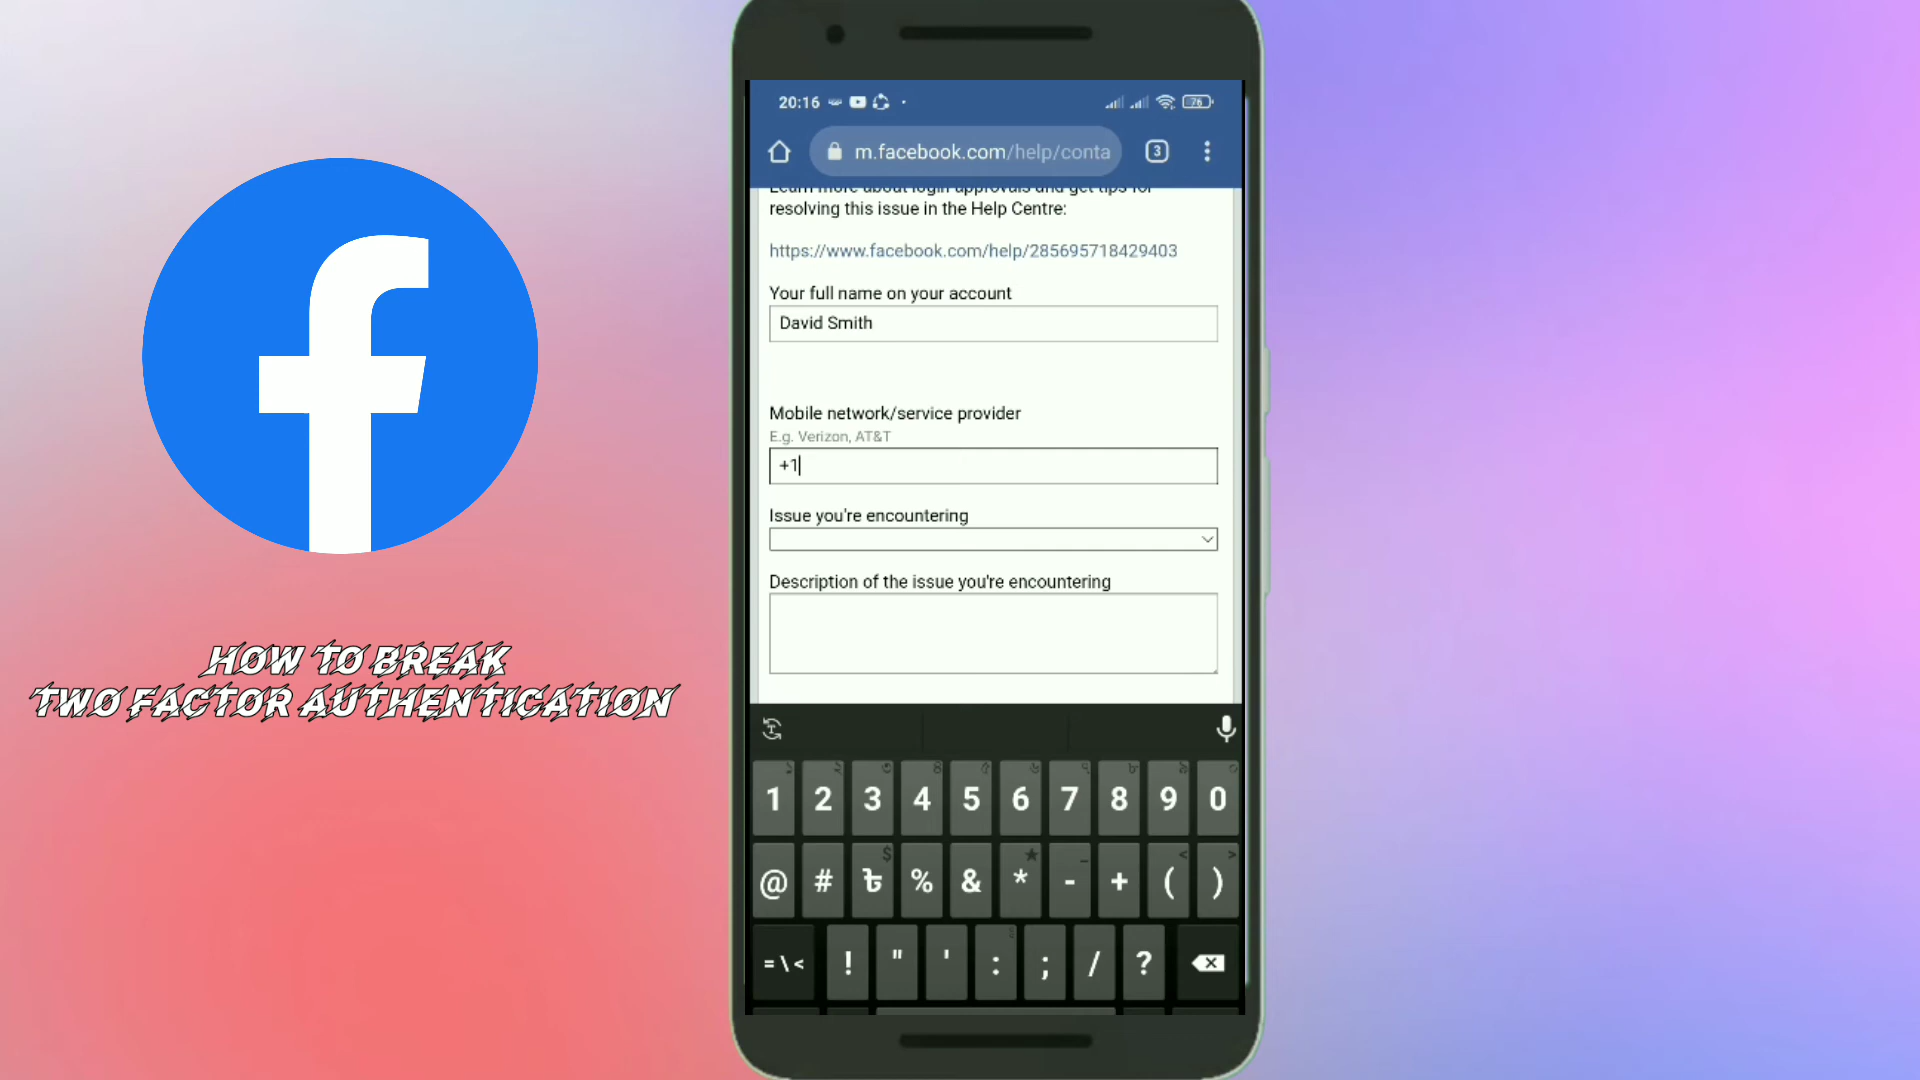 20:16
76
m.facebook.com/help/conta
3
Learn more about login approvals and get tips for
resolving this issue in the Help Centre:
https://www.facebook.com/help/285695718429403
Your full name on your account
David Smith
Mobile network/service provider
E.g. Verizon, AT&T
+1
Issue you're encountering
Description of the issue you're encountering
HOW TO BREAK
TWO FACTOR AUTHENTICATION
1 2 3 4 5 6 7 8 9 0
$ ★ _ < >
@ # ৳ % & * - + ( )
=\< ! " ' : ; / ?